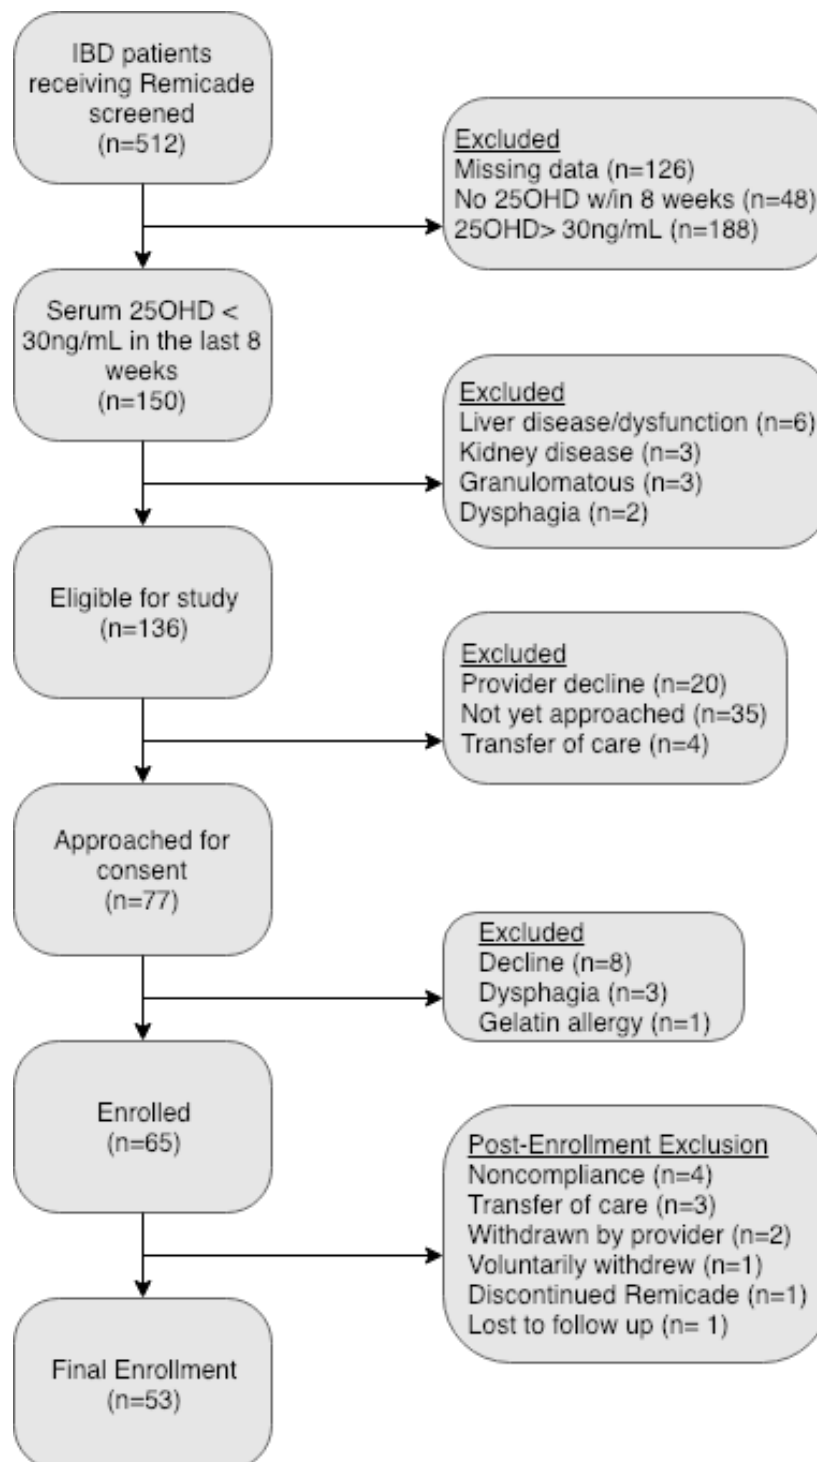 IBD patients
receiving Remicade
screened
(n=512)
Excluded
Missing data (n=126)
No 25OHD w/in 8 weeks (n=48)
25OHD> 30ng/mL (n=188)
Serum 25OHD <
30ng/mL in the last 8
weeks
(n=150)
Excluded
Liver disease/dysfunction (n=6)
Kidney disease (n=3)
Granulomatous (n=3)
Dysphagia (n=2)
Eligible for study
(n=136)
Excluded
Provider decline (n=20)
Not yet approached (n=35)
Transfer of care (n=4)
Approached for
consent
(n=77)
Excluded
Decline (n=8)
Dysphagia (n=3)
Gelatin allergy (n=1)
Enrolled
(n=65)
Post-Enrollment Exclusion
Noncompliance (n=4)
Transfer of care (n=3)
Withdrawn by provider (n=2)
Voluntarily withdrew (n=1)
Discontinued Remicade (n=1)
Lost to follow up (n= 1)
Final Enrollment
(n=53)